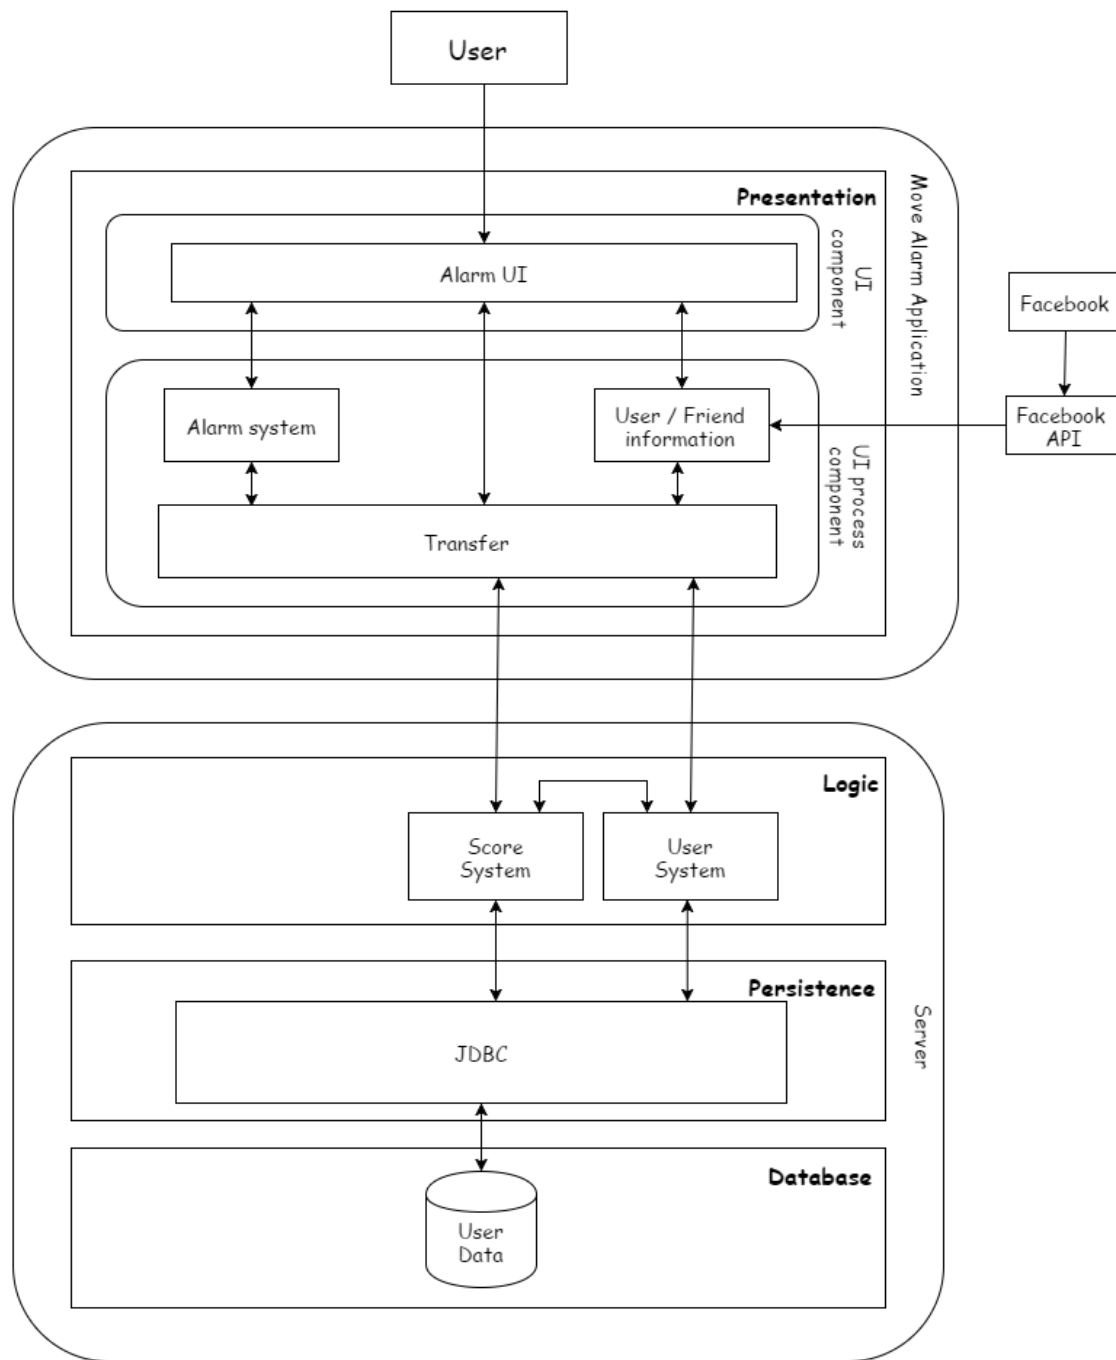 User
Presentation
Move Alarm Application
UI
component
Alarm UI
Facebook
Alarm system
User / Friend
information
Facebook
API
UI process
component
Transfer
Logic
Score
System
User
System
Persistence
Server
JDBC
Database
User
Data